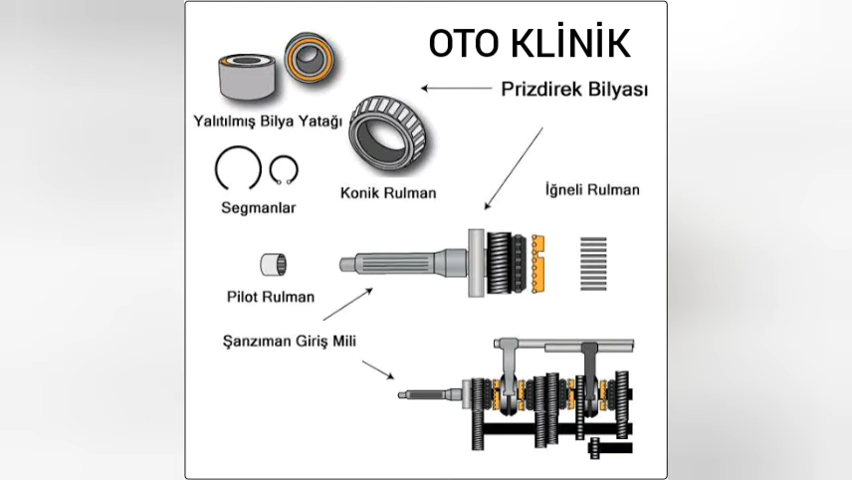 OTO KLİNİK
Prizdirek Bilyası
Yalıtılmış Bilya Yatağı
Konik Rulman
İğneli Rulman
Segmanlar
Pilot Rulman
Şanzıman Giriş Mili